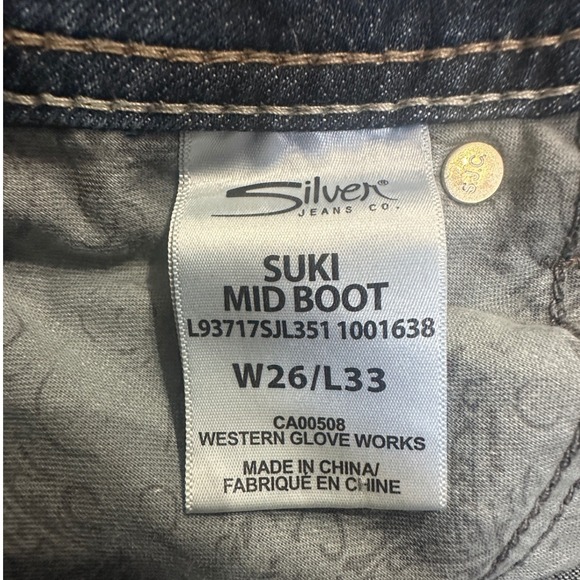 Silver®
JEANS CO.
SUKI
MID BOOT
L93717SJL351 1001638
W26/L33
CA00508
WESTERN GLOVE WORKS
MADE IN CHINA/
FABRIQUÉ EN CHINE